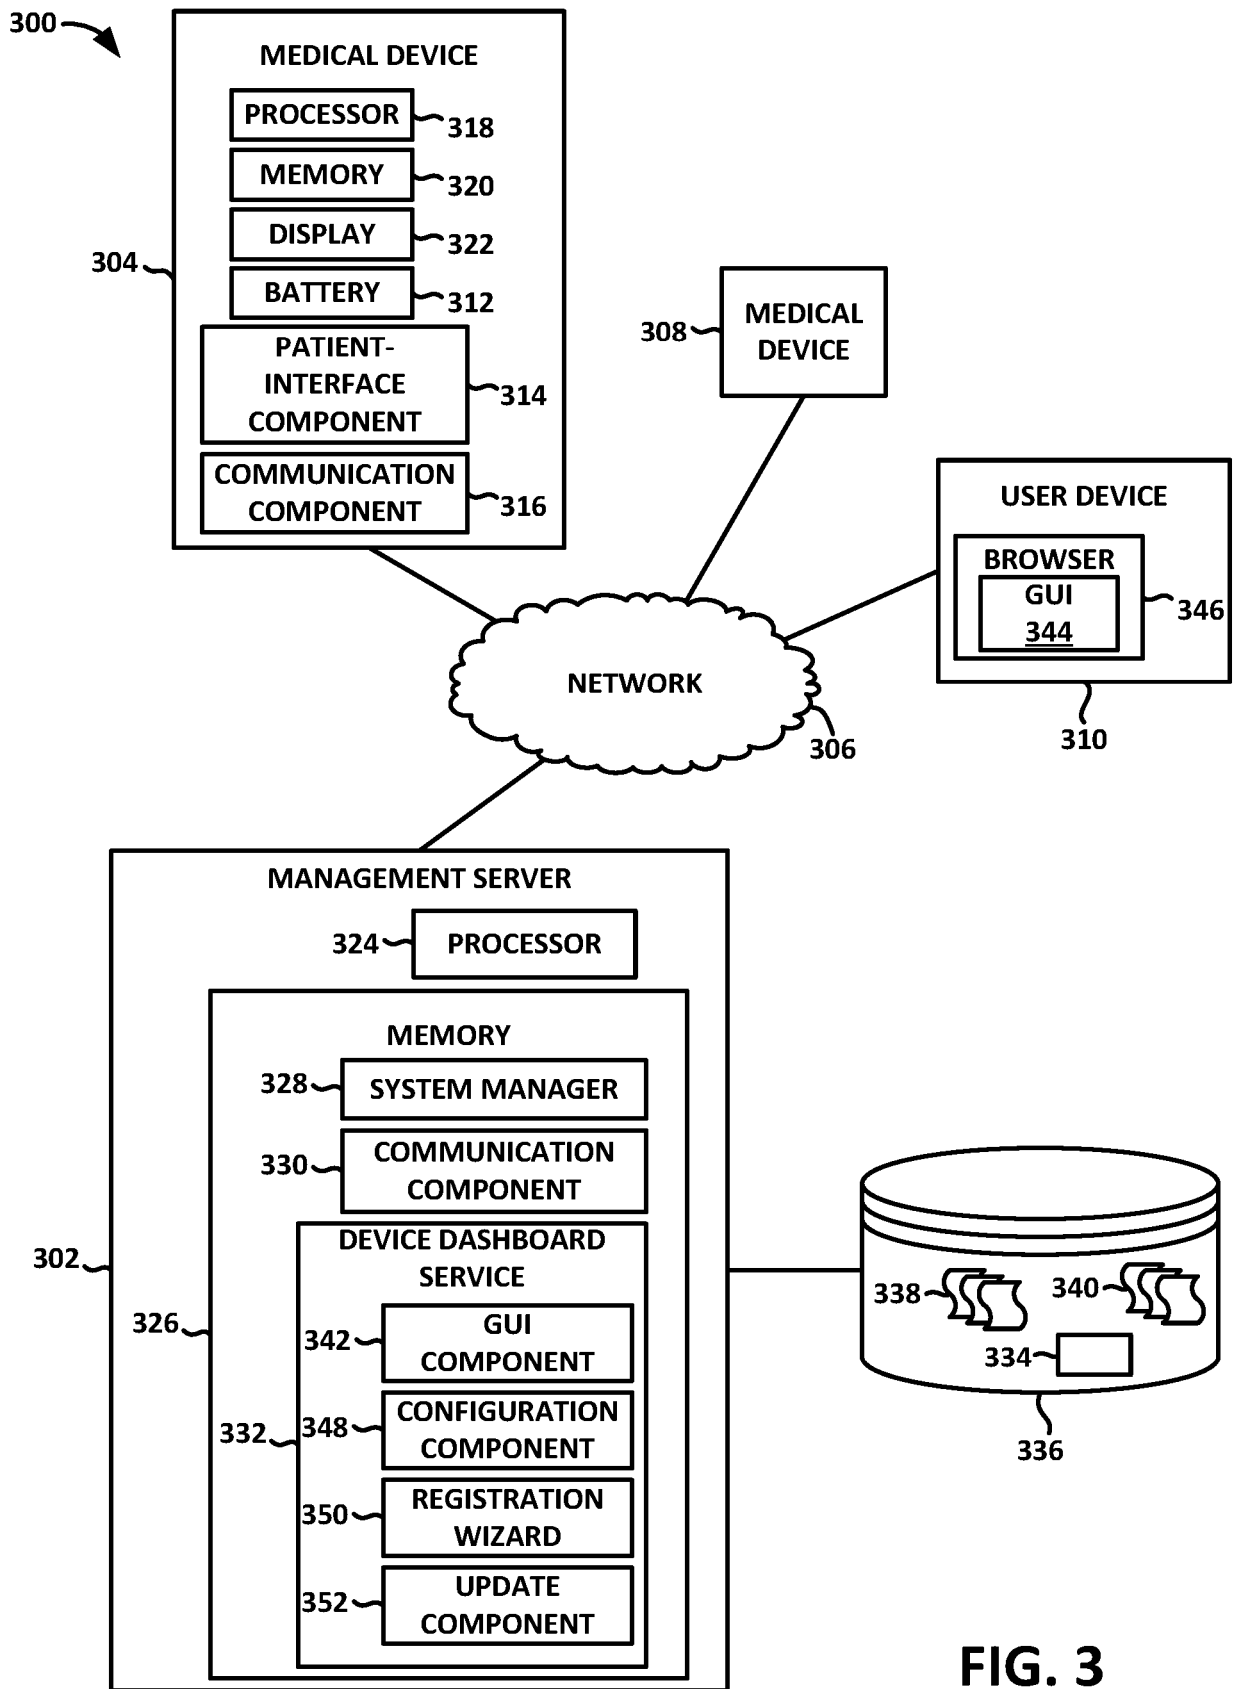 300
MEDICAL DEVICE
PROCESSOR
318
MEMORY
320
DISPLAY
322
304
BATTERY
312
PATIENT-
INTERFACE
COMPONENT
314
COMMUNICATION
COMPONENT
316
308
MEDICAL
DEVICE
USER DEVICE
BROWSER
GUI
344
346
310
NETWORK
306
MANAGEMENT SERVER
324
PROCESSOR
MEMORY
328
SYSTEM MANAGER
330
COMMUNICATION
COMPONENT
302
DEVICE DASHBOARD
SERVICE
326
342
GUI
COMPONENT
332
348
CONFIGURATION
COMPONENT
350
REGISTRATION
WIZARD
352
UPDATE
COMPONENT
338
340
334
336
FIG. 3